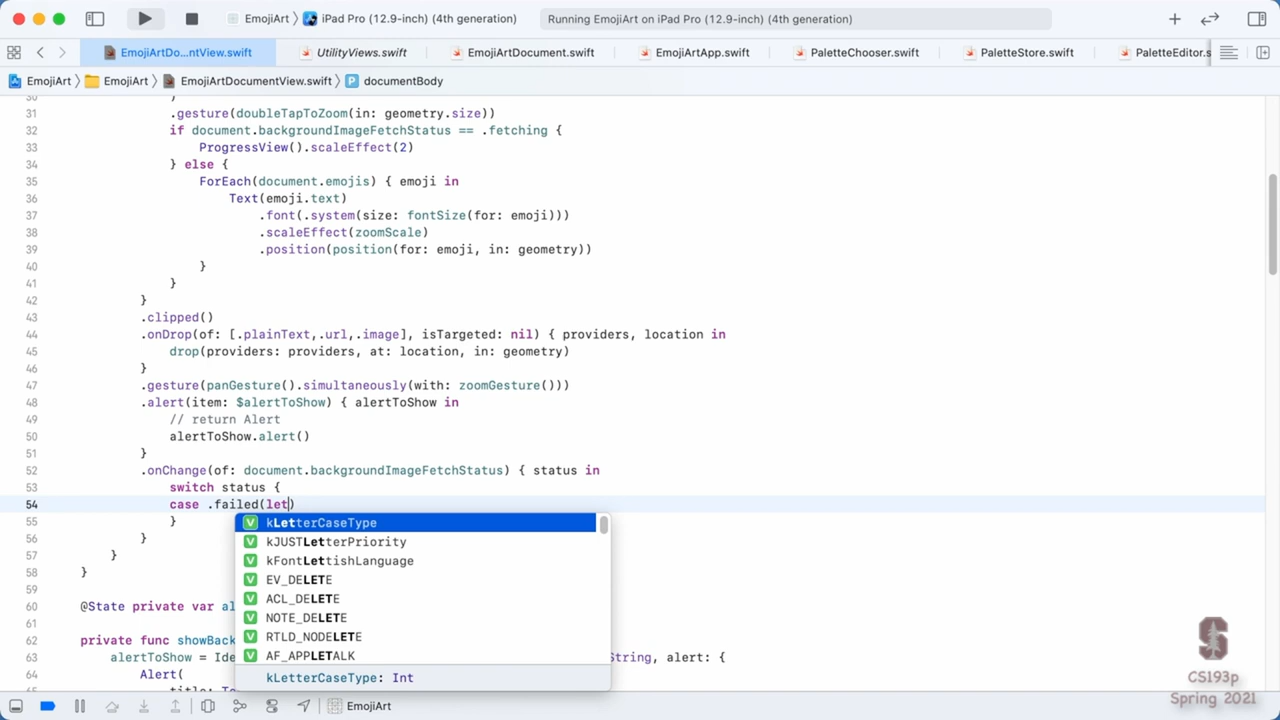 EmojiArt 〉 iPad Pro (12.9-inch) (4th generation)
Running EmojiArt on iPad Pro (12.9-inch) (4th generation)
EmojiArtDo...ntView.swift
UtilityViews.swift
EmojiArtDocument.swift
EmojiArtApp.swift
PaletteChooser.swift
PaletteStore.swift
PaletteEditor.s
EmojiArt 〉 EmojiArt 〉 EmojiArtDocumentView.swift 〉 P documentBody
30 )
31 .gesture(doubleTapToZoom(in: geometry.size))
32 if document.backgroundImageFetchStatus == .fetching {
33 ProgressView().scaleEffect(2)
34 } else {
35 ForEach(document.emojis) { emoji in
36 Text(emoji.text)
37 .font(.system(size: fontSize(for: emoji)))
38 .scaleEffect(zoomScale)
39 .position(position(for: emoji, in: geometry))
40 }
41 }
42 }
43 .clipped()
44 .onDrop(of: [.plainText,.url,.image], isTargeted: nil) { providers, location in
45 drop(providers: providers, at: location, in: geometry)
46 }
47 .gesture(panGesture().simultaneously(with: zoomGesture()))
48 .alert(item: $alertToShow) { alertToShow in
49 // return Alert
50 alertToShow.alert()
51 }
52 .onChange(of: document.backgroundImageFetchStatus) { status in
53 switch status {
54 case .failed(let)
55 }
56 }
57 }
58 }
59
60 @State private var al
61
62 private func showBack
63 alertToShow = Ide String, alert: {
64 Alert(
V kLetterCaseType
V kJUSTLetterPriority
V kFontLettishLanguage
V EV_DELETE
V ACL_DELETE
V NOTE_DELETE
V RTLD_NODELETE
V AF_APPLETALK
kLetterCaseType: Int
EmojiArt
CS193p
Spring 2021